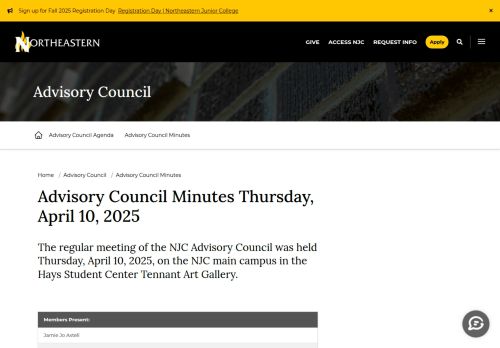 Sign up for Fall 2025 Registration Day Registration Day | Northeastern Junior College ×
NORTHEASTERN GIVE ACCESS NJC REQUEST INFO Apply
Advisory Council
Advisory Council Agenda Advisory Council Minutes
Home / Advisory Council / Advisory Council Minutes
Advisory Council Minutes Thursday,
April 10, 2025
The regular meeting of the NJC Advisory Council was held
Thursday, April 10, 2025, on the NJC main campus in the
Hays Student Center Tennant Art Gallery.
Members Present:
Jamie Jo Axtell